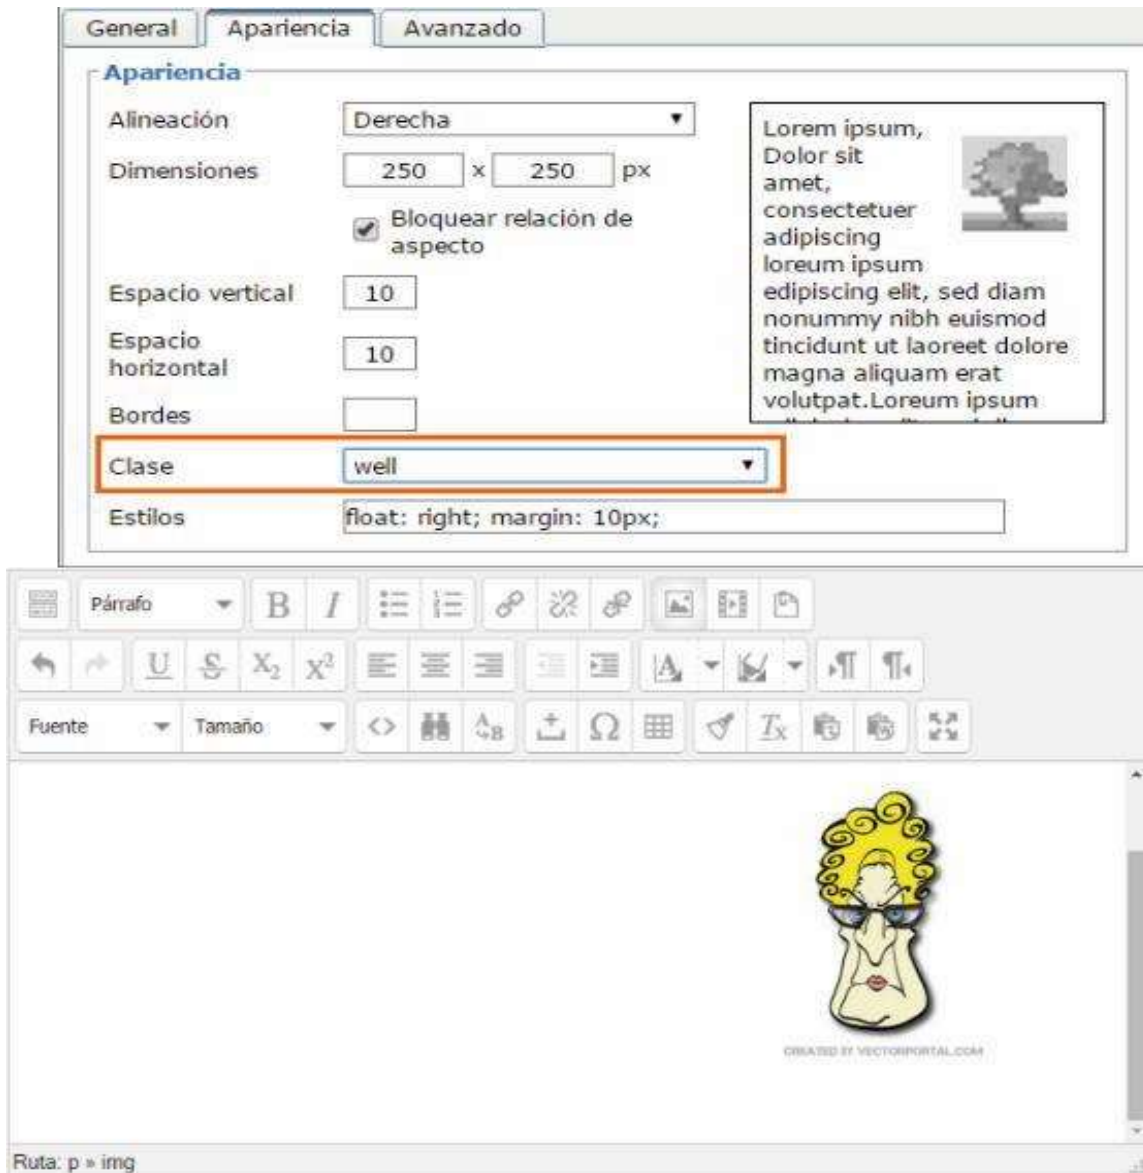 General Apariencia Avanzado
Apariencia
Alineación Derecha
Dimensiones 250 x 250 px
Bloquear relación de
aspecto
Espacio vertical 10
Espacio
horizontal 10
Bordes
Clase well
Estilos float: right; margin: 10px;
Lorem ipsum,
Dolor sit
amet,
consectetuer
adipiscing
loreum ipsum
edipiscing elit, sed diam
nonummy nibh euismod
tincidunt ut laoreet dolore
magna aliquam erat
volutpat.Loreum ipsum
Párrafo B I
U S X₂ X² A ¶ ¶
Fuente Tamaño <> A B Ω Tx
CREATED BY VECTORPORTAL.COM
Ruta: p » img